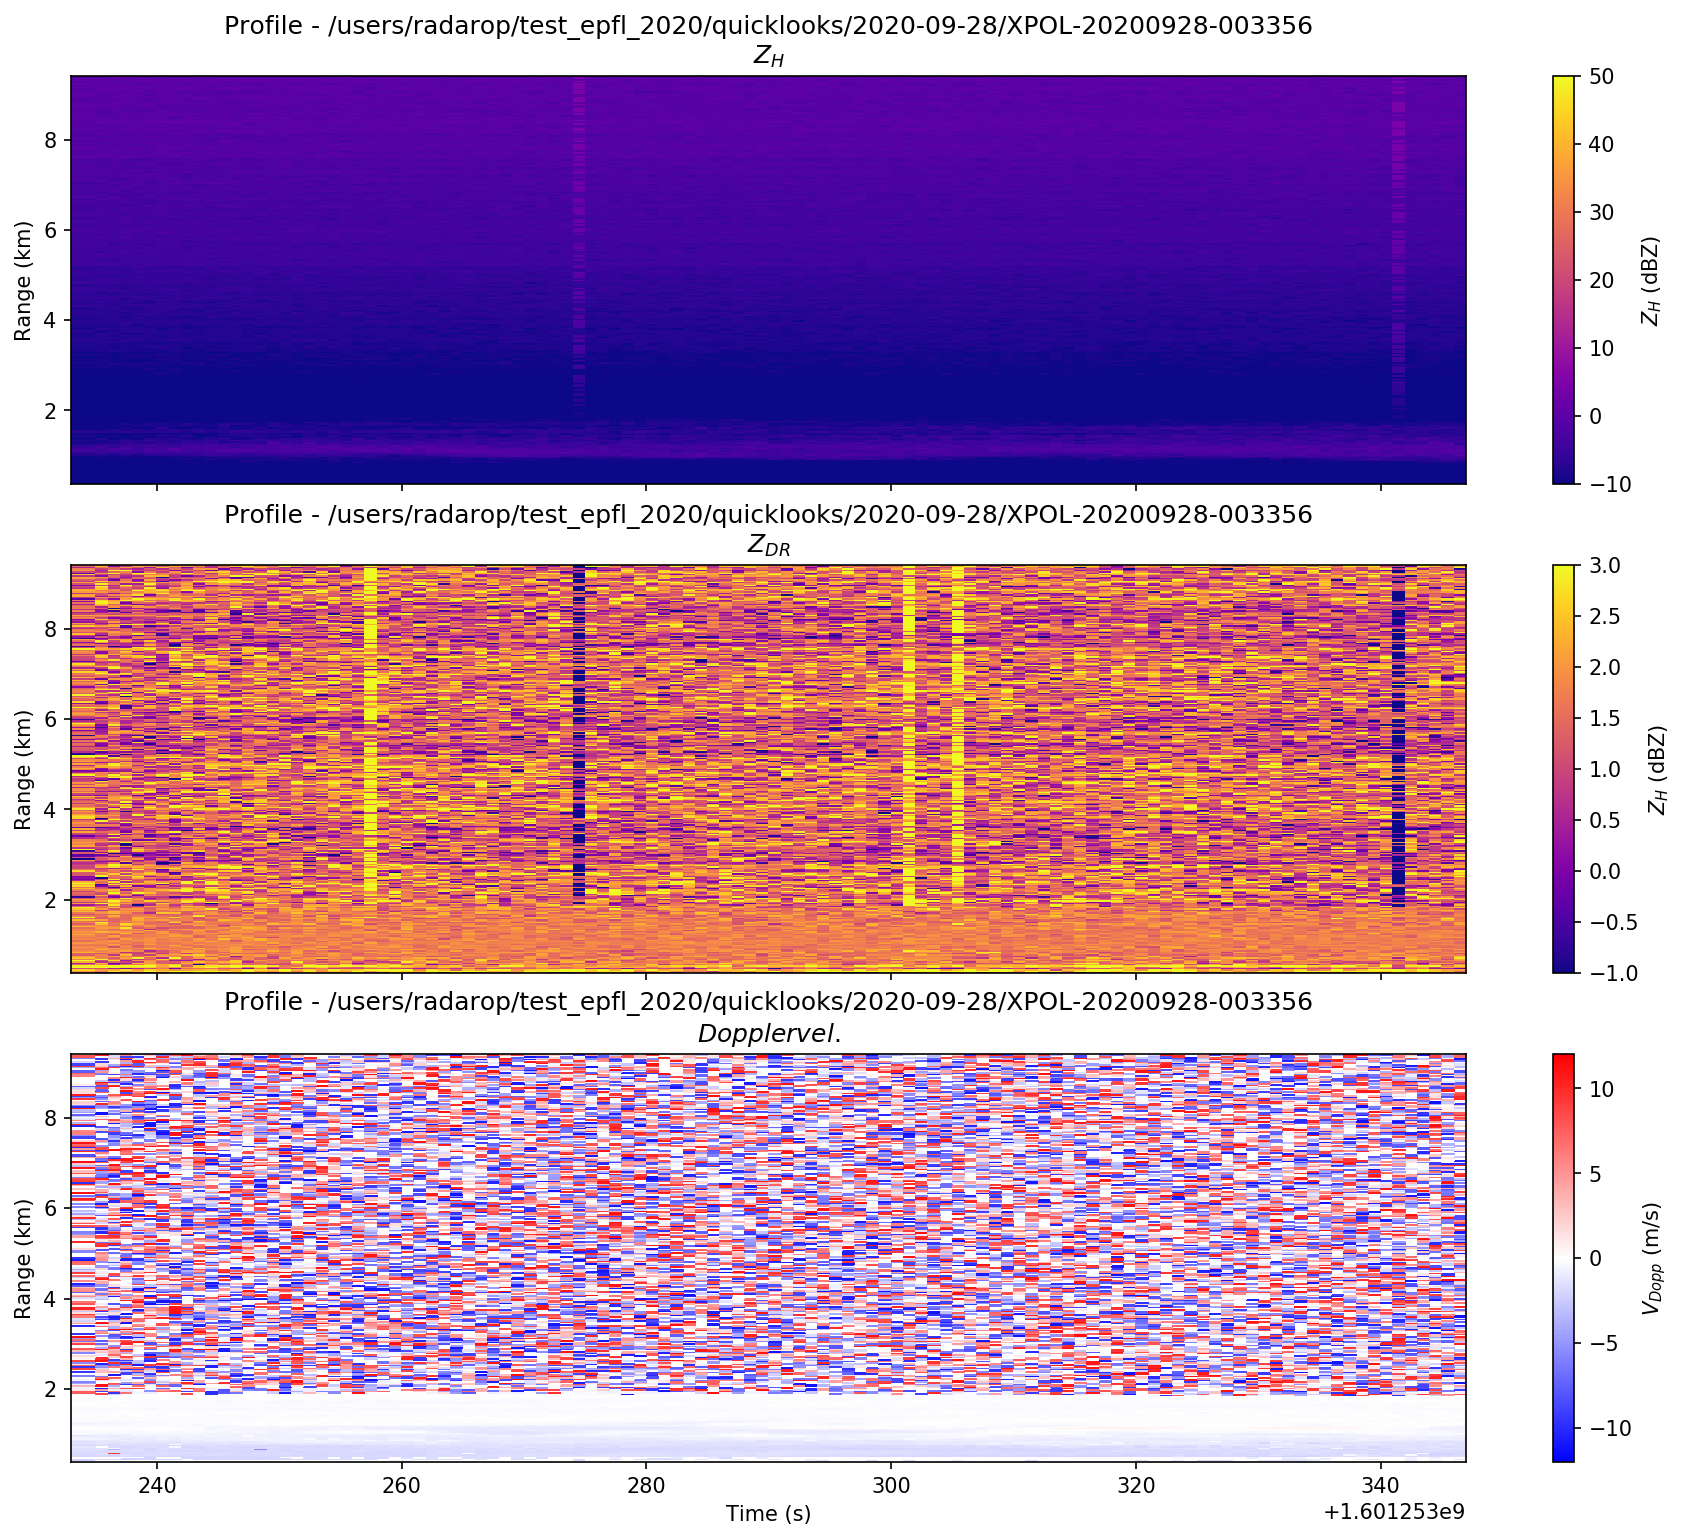 Profile - /users/radarop/test_epfl_2020/quicklooks/2020-09-28/XPOL-20200928-003356
Z_H
Range (km)
8
6
4
2
50
40
30
20
10
0
−10
Z_H (dBZ)
Profile - /users/radarop/test_epfl_2020/quicklooks/2020-09-28/XPOL-20200928-003356
Z_DR
Range (km)
8
6
4
2
3.0
2.5
2.0
1.5
1.0
0.5
0.0
−0.5
−1.0
Z_H (dBZ)
Profile - /users/radarop/test_epfl_2020/quicklooks/2020-09-28/XPOL-20200928-003356
Dopplervel.
Range (km)
8
6
4
2
10
5
0
−5
−10
V_Dopp (m/s)
240 260 280 300 320 340
Time (s)
+1.601253e9